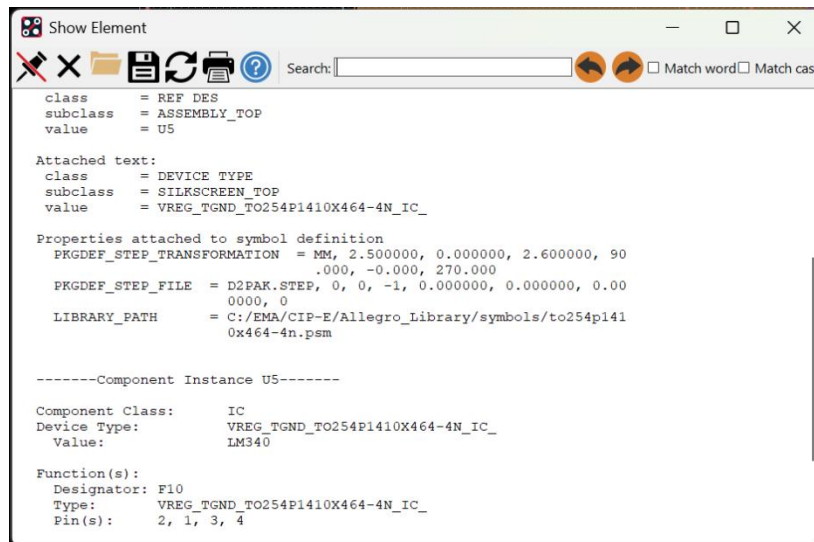 Show Element
Search: Match word Match cas
class = REF DES
subclass = ASSEMBLY_TOP
value = U5
Attached text:
class = DEVICE TYPE
subclass = SILKSCREEN_TOP
value = VREG_TGND_TO254P1410X464-4N_IC_
Properties attached to symbol definition
PKGDEF_STEP_TRANSFORMATION = MM, 2.500000, 0.000000, 2.600000, 90
.000, -0.000, 270.000
PKGDEF_STEP_FILE = D2PAK.STEP, 0, 0, -1, 0.000000, 0.000000, 0.00
0000, 0
LIBRARY_PATH = C:/EMA/CIP-E/Allegro_Library/symbols/to254p141
0x464-4n.psm
-------Component Instance U5-------
Component Class: IC
Device Type: VREG_TGND_TO254P1410X464-4N_IC_
Value: LM340
Function(s):
Designator: F10
Type: VREG_TGND_TO254P1410X464-4N_IC_
Pin(s): 2, 1, 3, 4